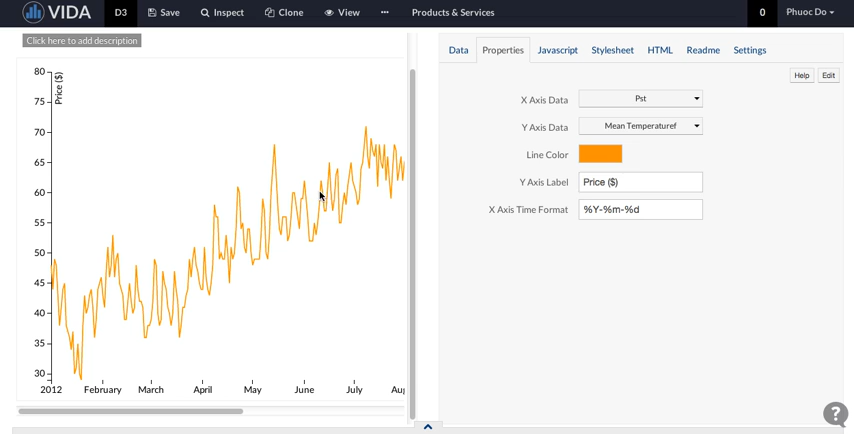 VIDA D3 Save Inspect Clone View ··· Products & Services 0 Phuoc Do
Click here to add description
Data Properties Javascript Stylesheet HTML Readme Settings
Help Edit
X Axis Data Pst
Y Axis Data Mean Temperaturef
Line Color
Y Axis Label Price ($)
X Axis Time Format %Y-%m-%d
Price ($)
80
75
70
65
60
55
50
45
40
35
30
2012 February March April May June July Aug
?